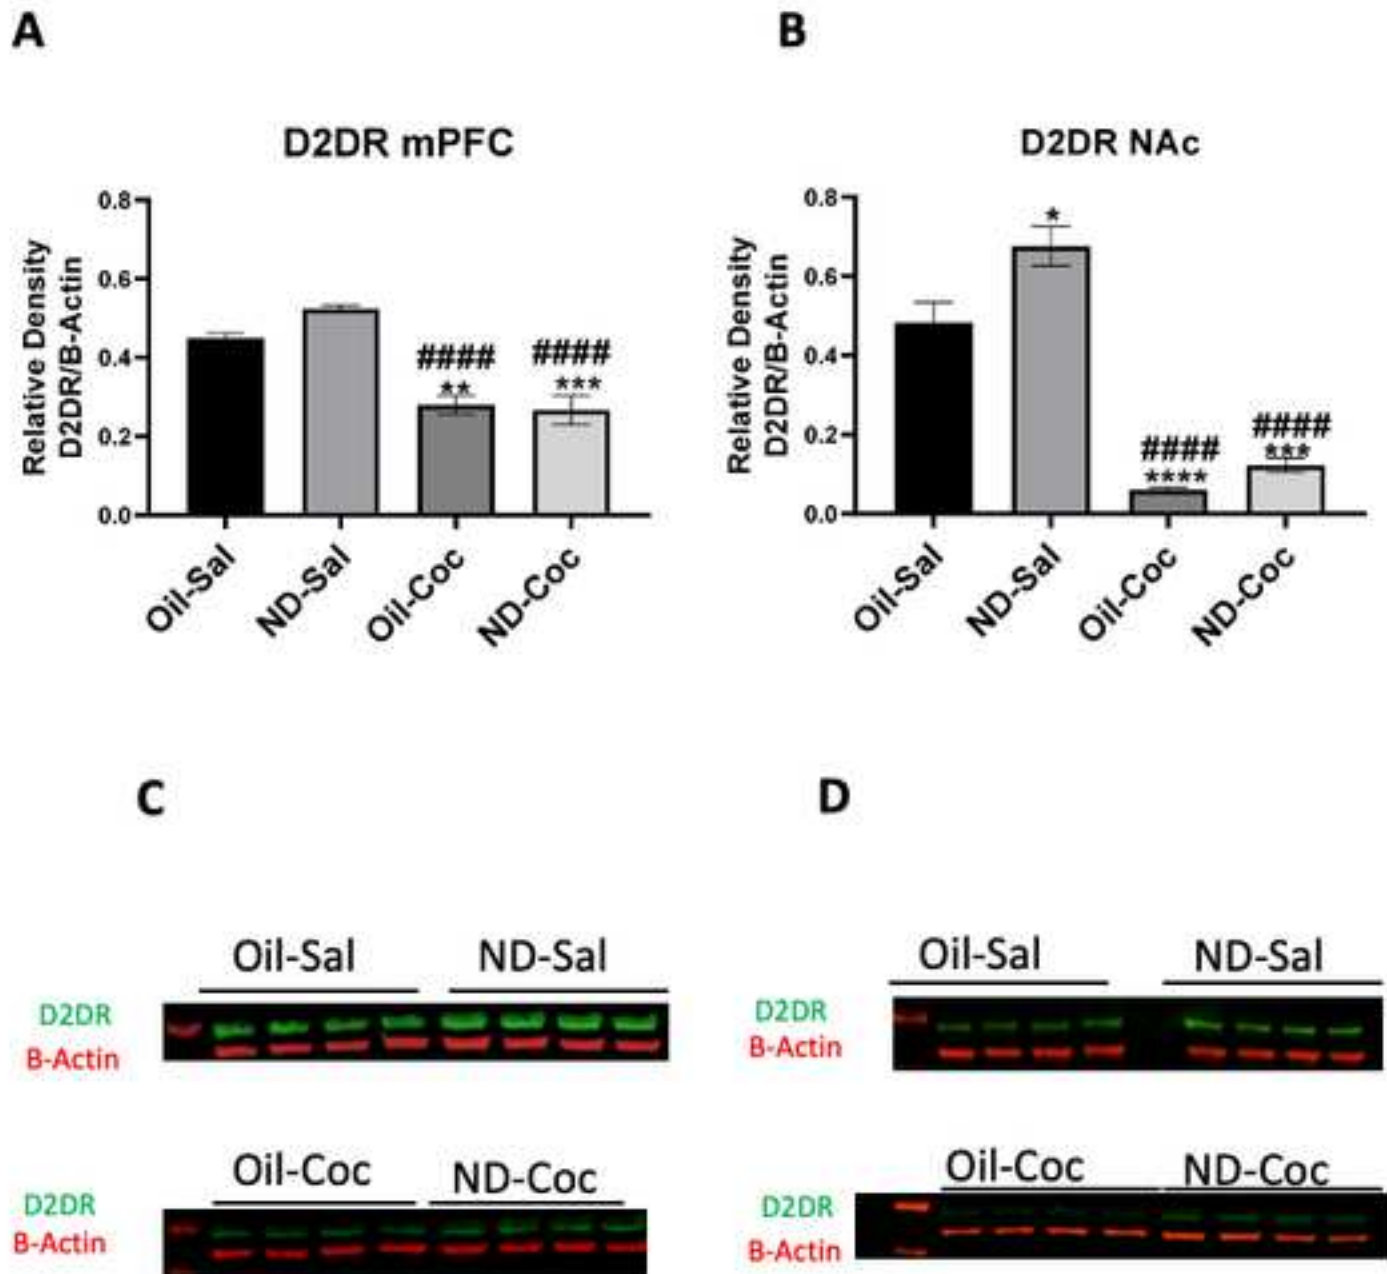 A
B
D2DR mPFC
D2DR NAc
Relative Density
D2DR/B-Actin
0.8
0.6
0.4
0.2
0.0
####
**
####
***
Oil-Sal
ND-Sal
Oil-Coc
ND-Coc
Relative Density
D2DR/B-Actin
0.8
0.6
0.4
0.2
0.0
*
####
****
####
***
Oil-Sal
ND-Sal
Oil-Coc
ND-Coc
C
D
Oil-Sal
ND-Sal
D2DR
B-Actin
Oil-Sal
ND-Sal
D2DR
B-Actin
Oil-Coc
ND-Coc
D2DR
B-Actin
Oil-Coc
ND-Coc
D2DR
B-Actin